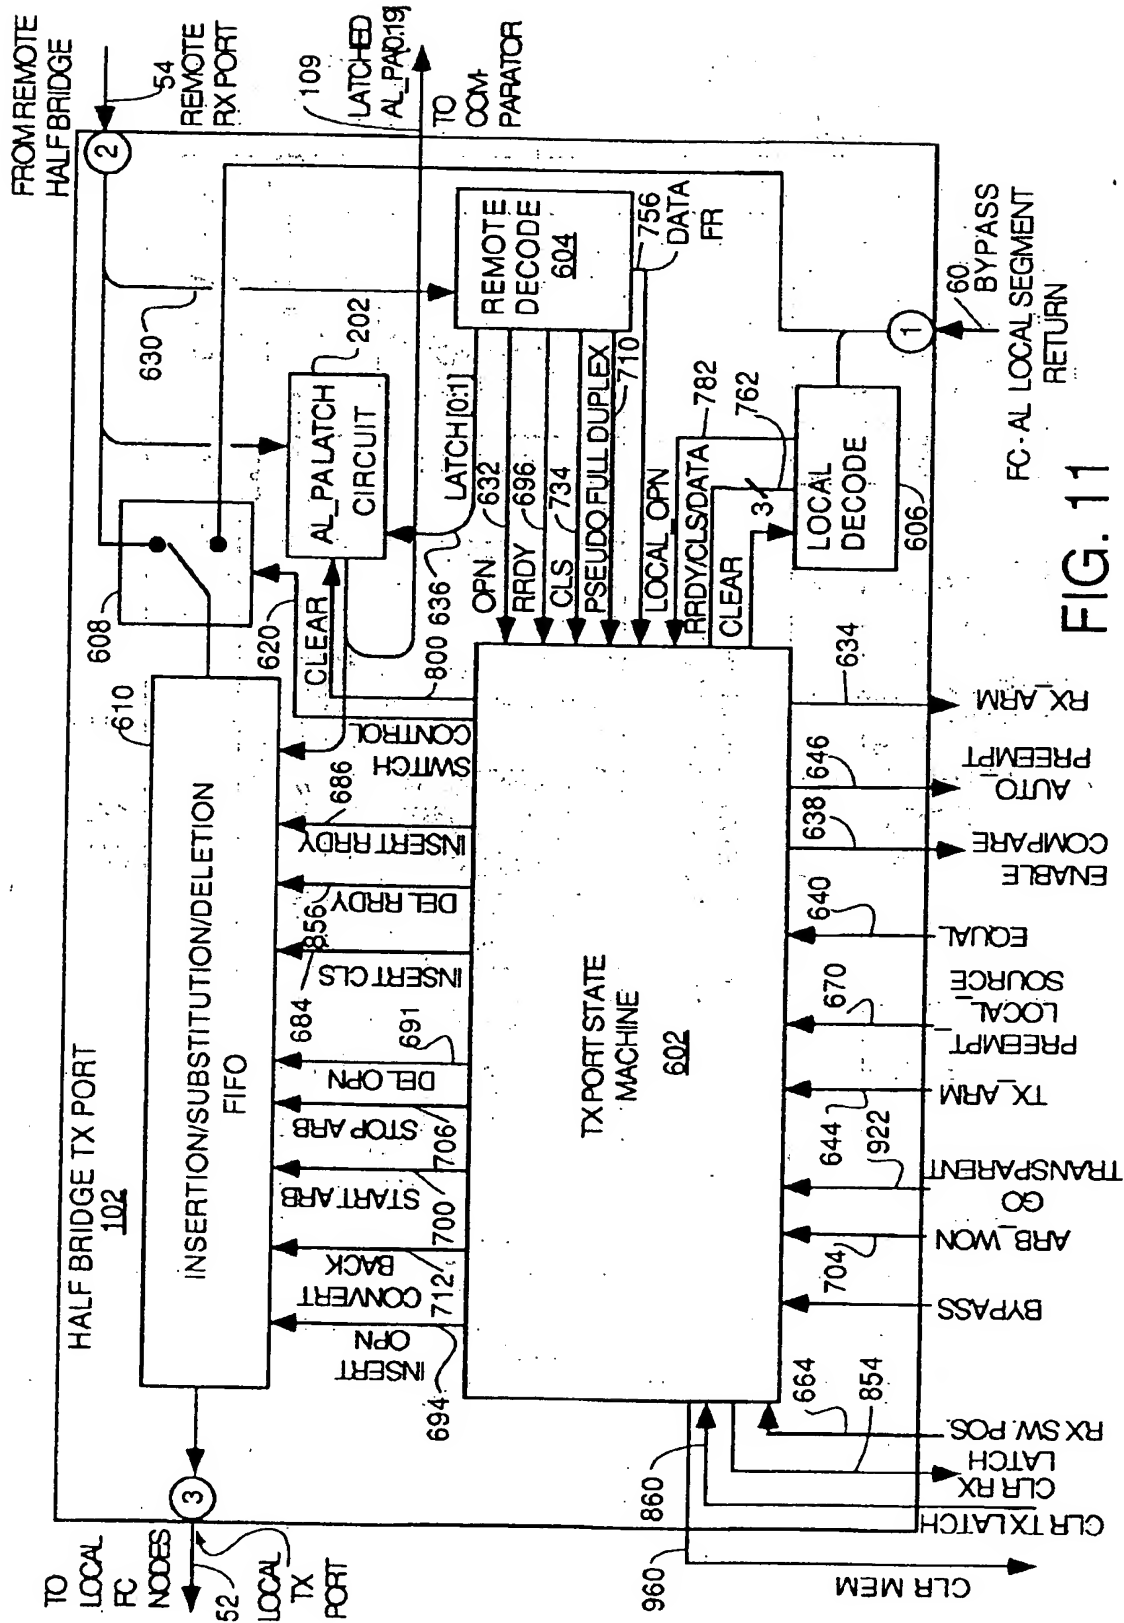 HALF BRIDGE TX PORT
102
FROM REMOTE
HALF BRIDGE
2
54
REMOTE
RX PORT
109
LATCHED
AL_PA[0:19]
TO
COM-
PARATOR
630
202
608
620
610
INSERTION/SUBSTITUTION/DELETION
FIFO
AL_PA LATCH
CIRCUIT
REMOTE
DECODE
604
756
DATA
FR
LATCH [0:1]
636
800
CLEAR
SWITCH
CONTROL
686
INSERT RRDY
856
DEL RRDY
684
INSERT CLS
691
DEL OPN
706
STOP ARB
700
START ARB
712
CONVERT
BACK
694
INSERT
OPN
OPN
632
RRDY
696
CLS
734
PSEUDO FULL DUPLEX
710
LOCAL_OPN
RRDY/CLS/DATA
782
CLEAR
3
762
LOCAL
DECODE
606
1
60
BYPASS
FC - AL LOCAL SEGMENT
RETURN
TX PORT STATE
MACHINE
602
3
TO
LOCAL
FC
NODES
52
LOCAL
TX
PORT
634
RX_ARM
646
AUTO_
PREEMPT
638
COMPARE
ENABLE
640
EQUAL
670
SOURCE
LOCAL_
PREEMPT_
644
TX_ARM
922
TRANSPARENT
GO
704
ARB_WON
BYPASS
664
RX SW. POS.
854
CLR RX
LATCH
860
CLR TX LATCH
960
CLR MEM
FIG. 11